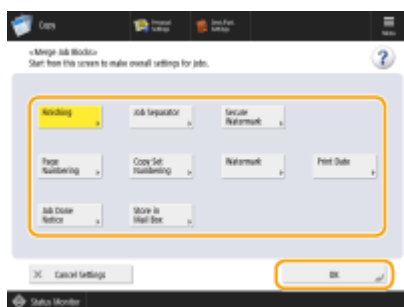 Copy
Personal Settings
Dest./Fwd. Settings
Menu
<Merge Job Blocks>
Start from this screen to make overall settings for jobs.
?
Finishing
Job Separator
Secure
Watermark
Page
Numbering
Copy Set
Numbering
Watermark
Print Date
Job Done
Notice
Store in
Mail Box
× Cancel Settings
OK
Status Monitor